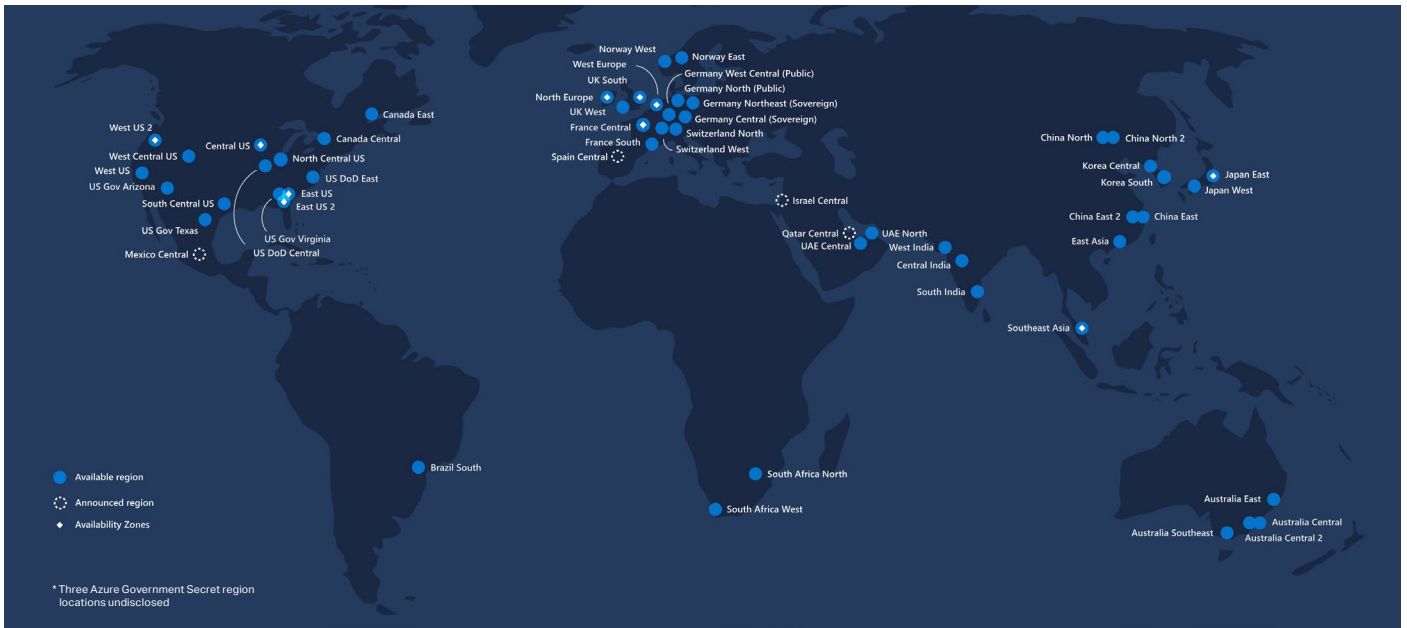 Norway West
Norway East
West Europe
Germany West Central (Public)
UK South
Germany North (Public)
North Europe
Germany Northeast (Sovereign)
UK West
Germany Central (Sovereign)
France Central
Switzerland North
France South
Switzerland West
Spain Central
Canada East
West US 2
Canada Central
Central US
West Central US
North Central US
West US
US DoD East
US Gov Arizona
East US
South Central US
East US 2
US Gov Texas
US Gov Virginia
US DoD Central
Mexico Central
Israel Central
Qatar Central
UAE North
UAE Central
West India
Central India
South India
China North
China North 2
Korea Central
Korea South
Japan East
Japan West
China East 2
China East
East Asia
Southeast Asia
Brazil South
South Africa North
South Africa West
Australia East
Australia Central
Australia Southeast
Australia Central 2
Available region
Announced region
Availability Zones
* Three Azure Government Secret region
locations undisclosed